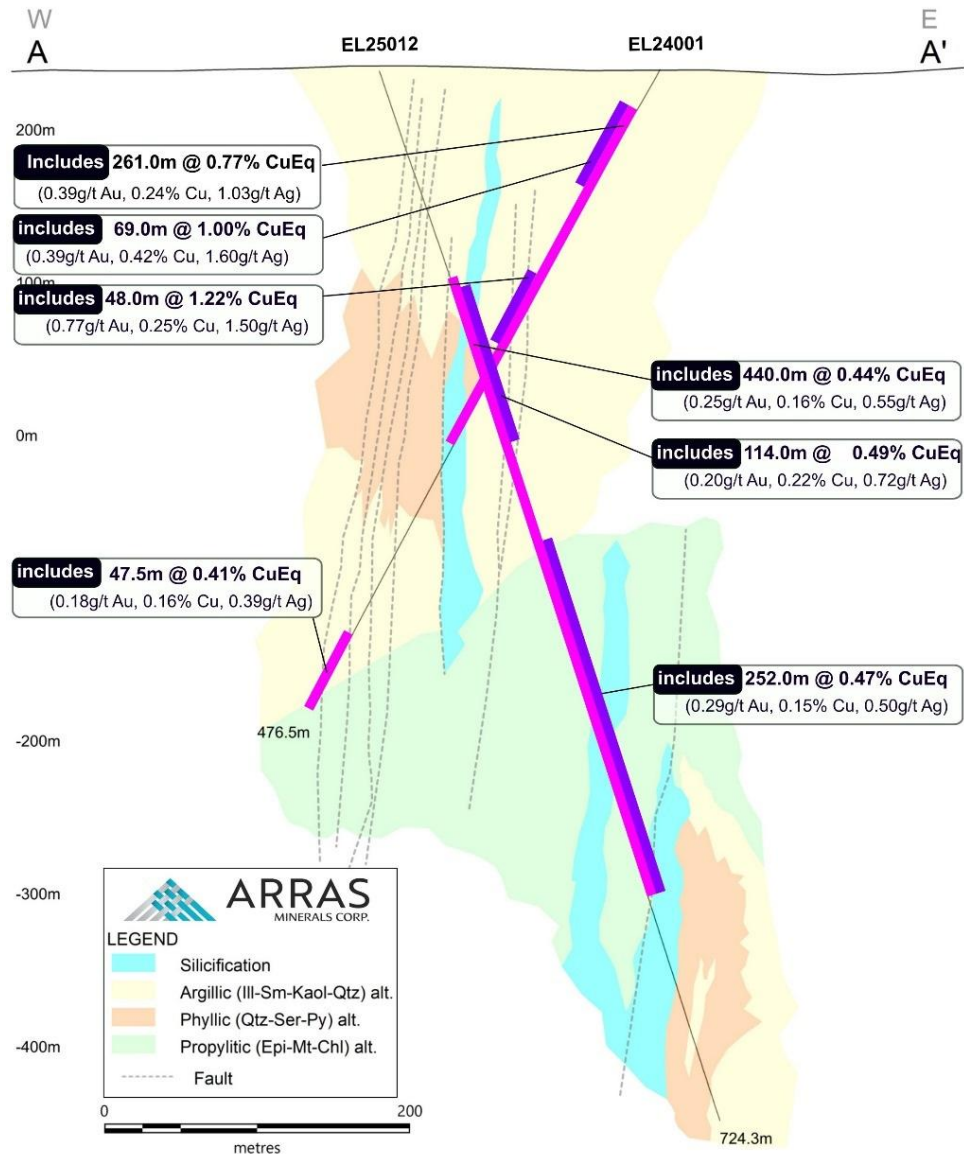 W
E
A
EL25012
EL24001
A'
200m
Includes 261.0m @ 0.77% CuEq
(0.39g/t Au, 0.24% Cu, 1.03g/t Ag)
includes 69.0m @ 1.00% CuEq
(0.39g/t Au, 0.42% Cu, 1.60g/t Ag)
100m
includes 48.0m @ 1.22% CuEq
(0.77g/t Au, 0.25% Cu, 1.50g/t Ag)
includes 440.0m @ 0.44% CuEq
(0.25g/t Au, 0.16% Cu, 0.55g/t Ag)
0m
includes 114.0m @ 0.49% CuEq
(0.20g/t Au, 0.22% Cu, 0.72g/t Ag)
includes 47.5m @ 0.41% CuEq
(0.18g/t Au, 0.16% Cu, 0.39g/t Ag)
includes 252.0m @ 0.47% CuEq
(0.29g/t Au, 0.15% Cu, 0.50g/t Ag)
476.5m
-200m
-300m
ARRAS
MINERALS CORP.
LEGEND
Silicification
Argillic (Ill-Sm-Kaol-Qtz) alt.
Phyllic (Qtz-Ser-Py) alt.
Propylitic (Epi-Mt-Chl) alt.
-400m
Fault
0
200
metres
724.3m